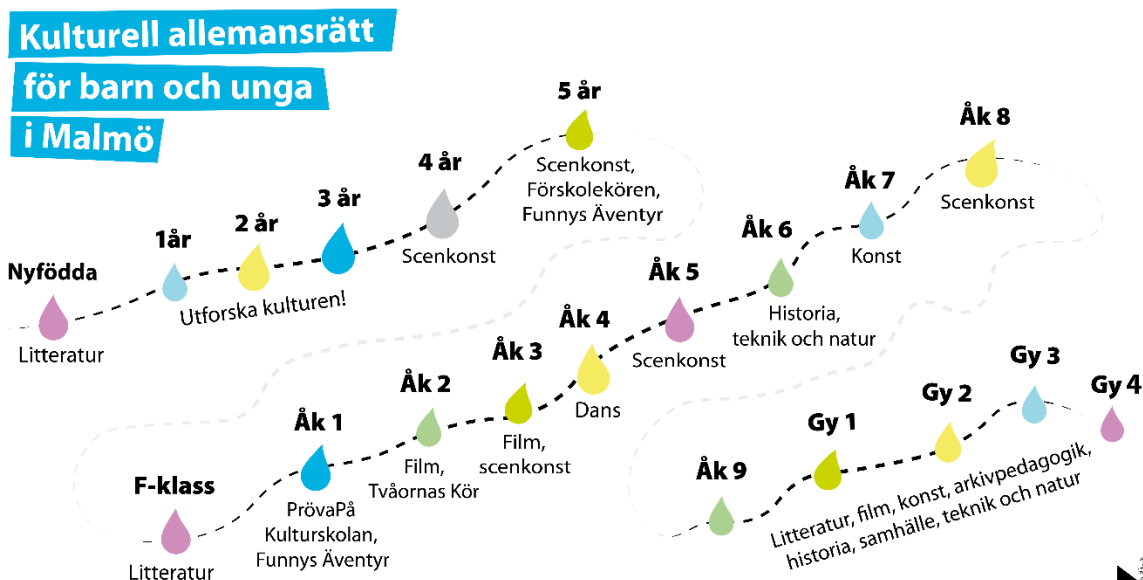 Kulturell allemansrätt
för barn och unga
i Malmö
Nyfödda
Litteratur
1år
2 år
3 år
Utforska kulturen!
4 år
Scenkonst
5 år
Scenkonst,
Förskolekören,
Funnys Äventyr
F-klass
Litteratur
Åk 1
PrövaPå
Kulturskolan,
Funnys Äventyr
Åk 2
Film,
Tvåornas Kör
Åk 3
Film,
scenkonst
Åk 4
Dans
Åk 5
Scenkonst
Åk 6
Historia,
teknik och natur
Åk 7
Konst
Åk 8
Scenkonst
Åk 9
Gy 1
Gy 2
Gy 3
Gy 4
Litteratur, film, konst, arkivpedagogik,
historia, samhälle, teknik och natur